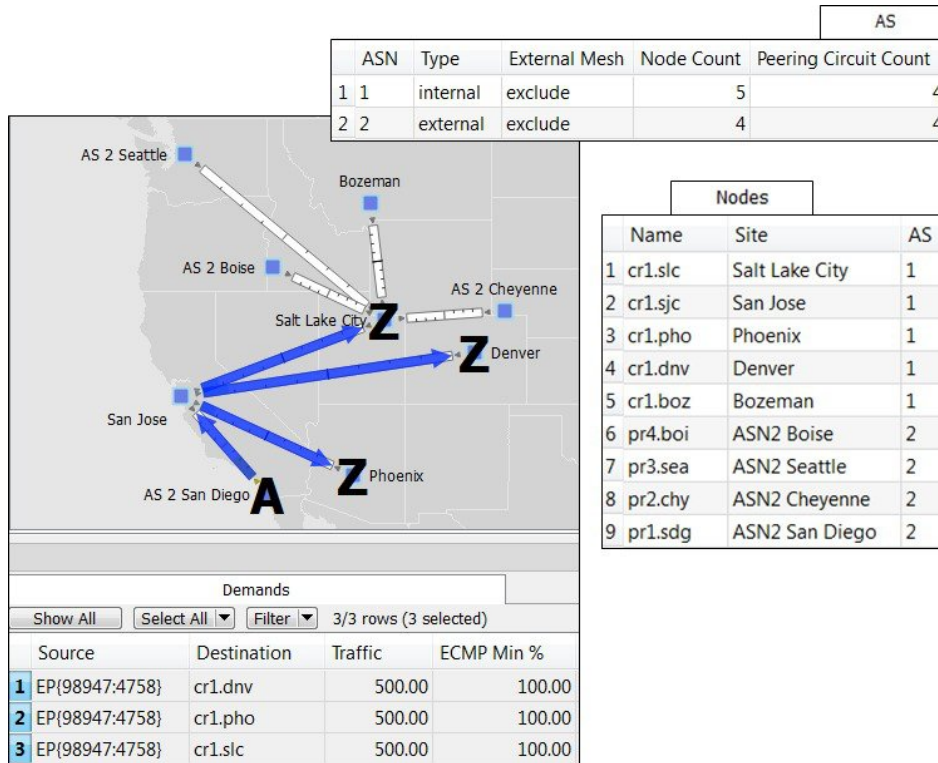 AS
ASN Type External Mesh Node Count Peering Circuit Count
1 1 internal exclude 5 4
2 2 external exclude 4 4
AS 2 Seattle
Bozeman
AS 2 Boise
AS 2 Cheyenne
Salt Lake City Z
Z Denver
San Jose
Z Phoenix
AS 2 San Diego A
Nodes
Name Site AS
1 cr1.slc Salt Lake City 1
2 cr1.sjc San Jose 1
3 cr1.pho Phoenix 1
4 cr1.dnv Denver 1
5 cr1.boz Bozeman 1
6 pr4.boi ASN2 Boise 2
7 pr3.sea ASN2 Seattle 2
8 pr2.chy ASN2 Cheyenne 2
9 pr1.sdg ASN2 San Diego 2
Demands
Show All Select All Filter 3/3 rows (3 selected)
Source Destination Traffic ECMP Min %
1 EP{98947:4758} cr1.dnv 500.00 100.00
2 EP{98947:4758} cr1.pho 500.00 100.00
3 EP{98947:4758} cr1.slc 500.00 100.00